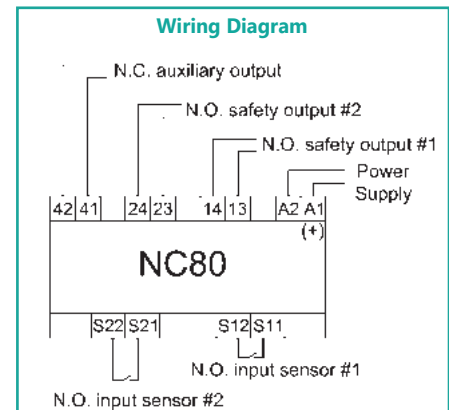 Wiring Diagram
N.C. auxiliary output
N.O. safety output #2
N.O. safety output #1
Power
Supply
42 41 24 23 14 13 A2 A1
(+)
NC80
S22 S21 S12 S11
N.O. input sensor #1
N.O. input sensor #2